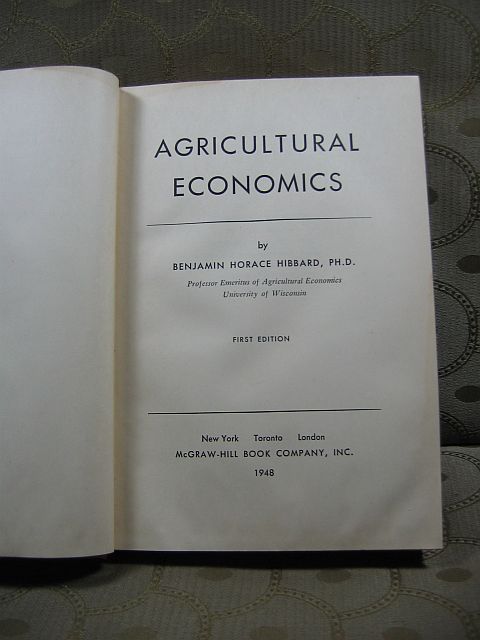 AGRICULTURAL
ECONOMICS
by
BENJAMIN HORACE HIBBARD, PH.D.
Professor Emeritus of Agricultural Economics
University of Wisconsin
FIRST EDITION
New York Toronto London
McGRAW-HILL BOOK COMPANY, INC.
1948